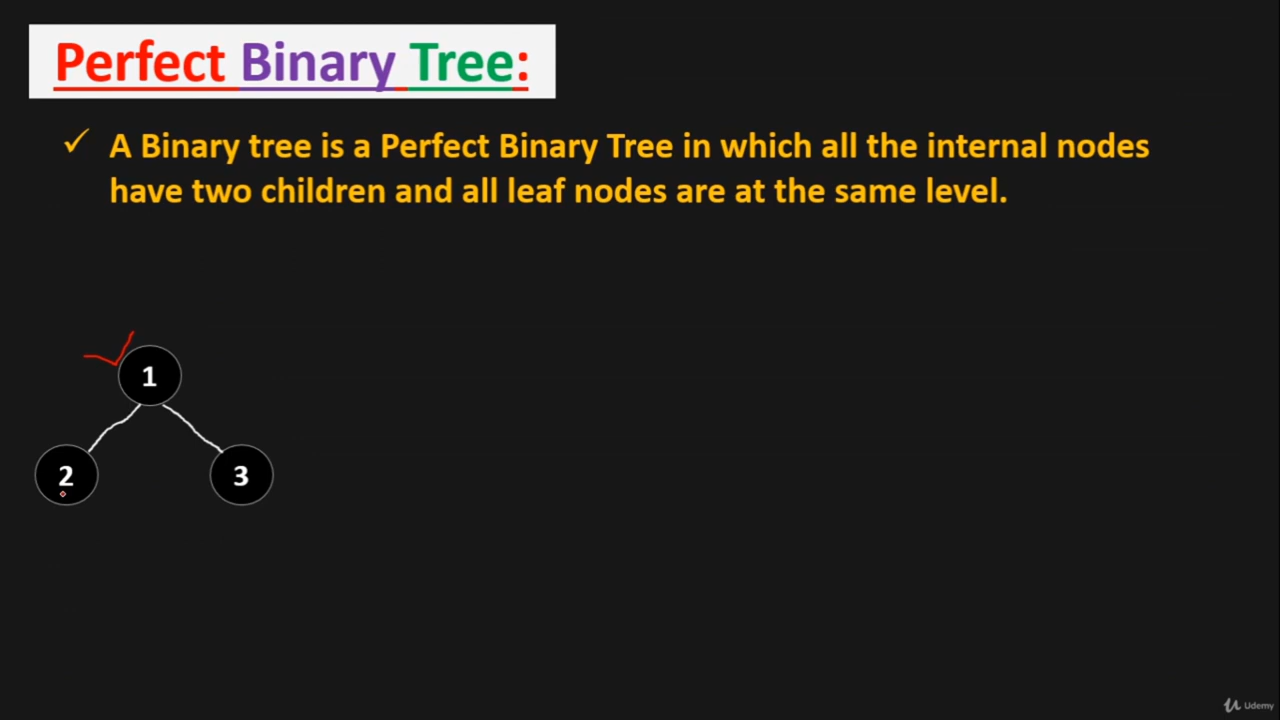 Perfect Binary Tree:
✓ A Binary tree is a Perfect Binary Tree in which all the internal nodes
have two children and all leaf nodes are at the same level.
1
2
3
Udemy